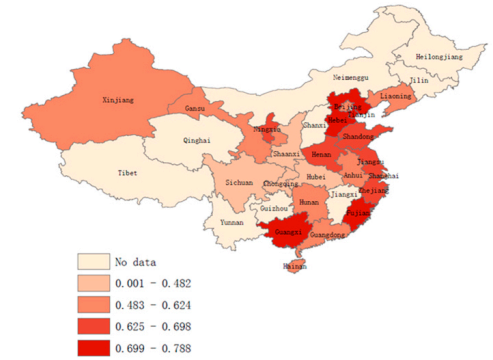 Heilongjiang
Jilin
Neimenggu
Liaoning
Xinjiang
Gansu
Beijing
Tianjin
Hebei
Ningxia
Shanxi
Shandong
Qinghai
Shaanxi
Henan
Jiangsu
Tibet
Sichuan
Chongqing
Hubei
Anhui
Shanghai
Zhejiang
Jiangxi
Hunan
Guizhou
Fujian
Yunnan
Guangxi
Guangdong
Hainan
No data
0.001 - 0.482
0.483 - 0.624
0.625 - 0.698
0.699 - 0.788